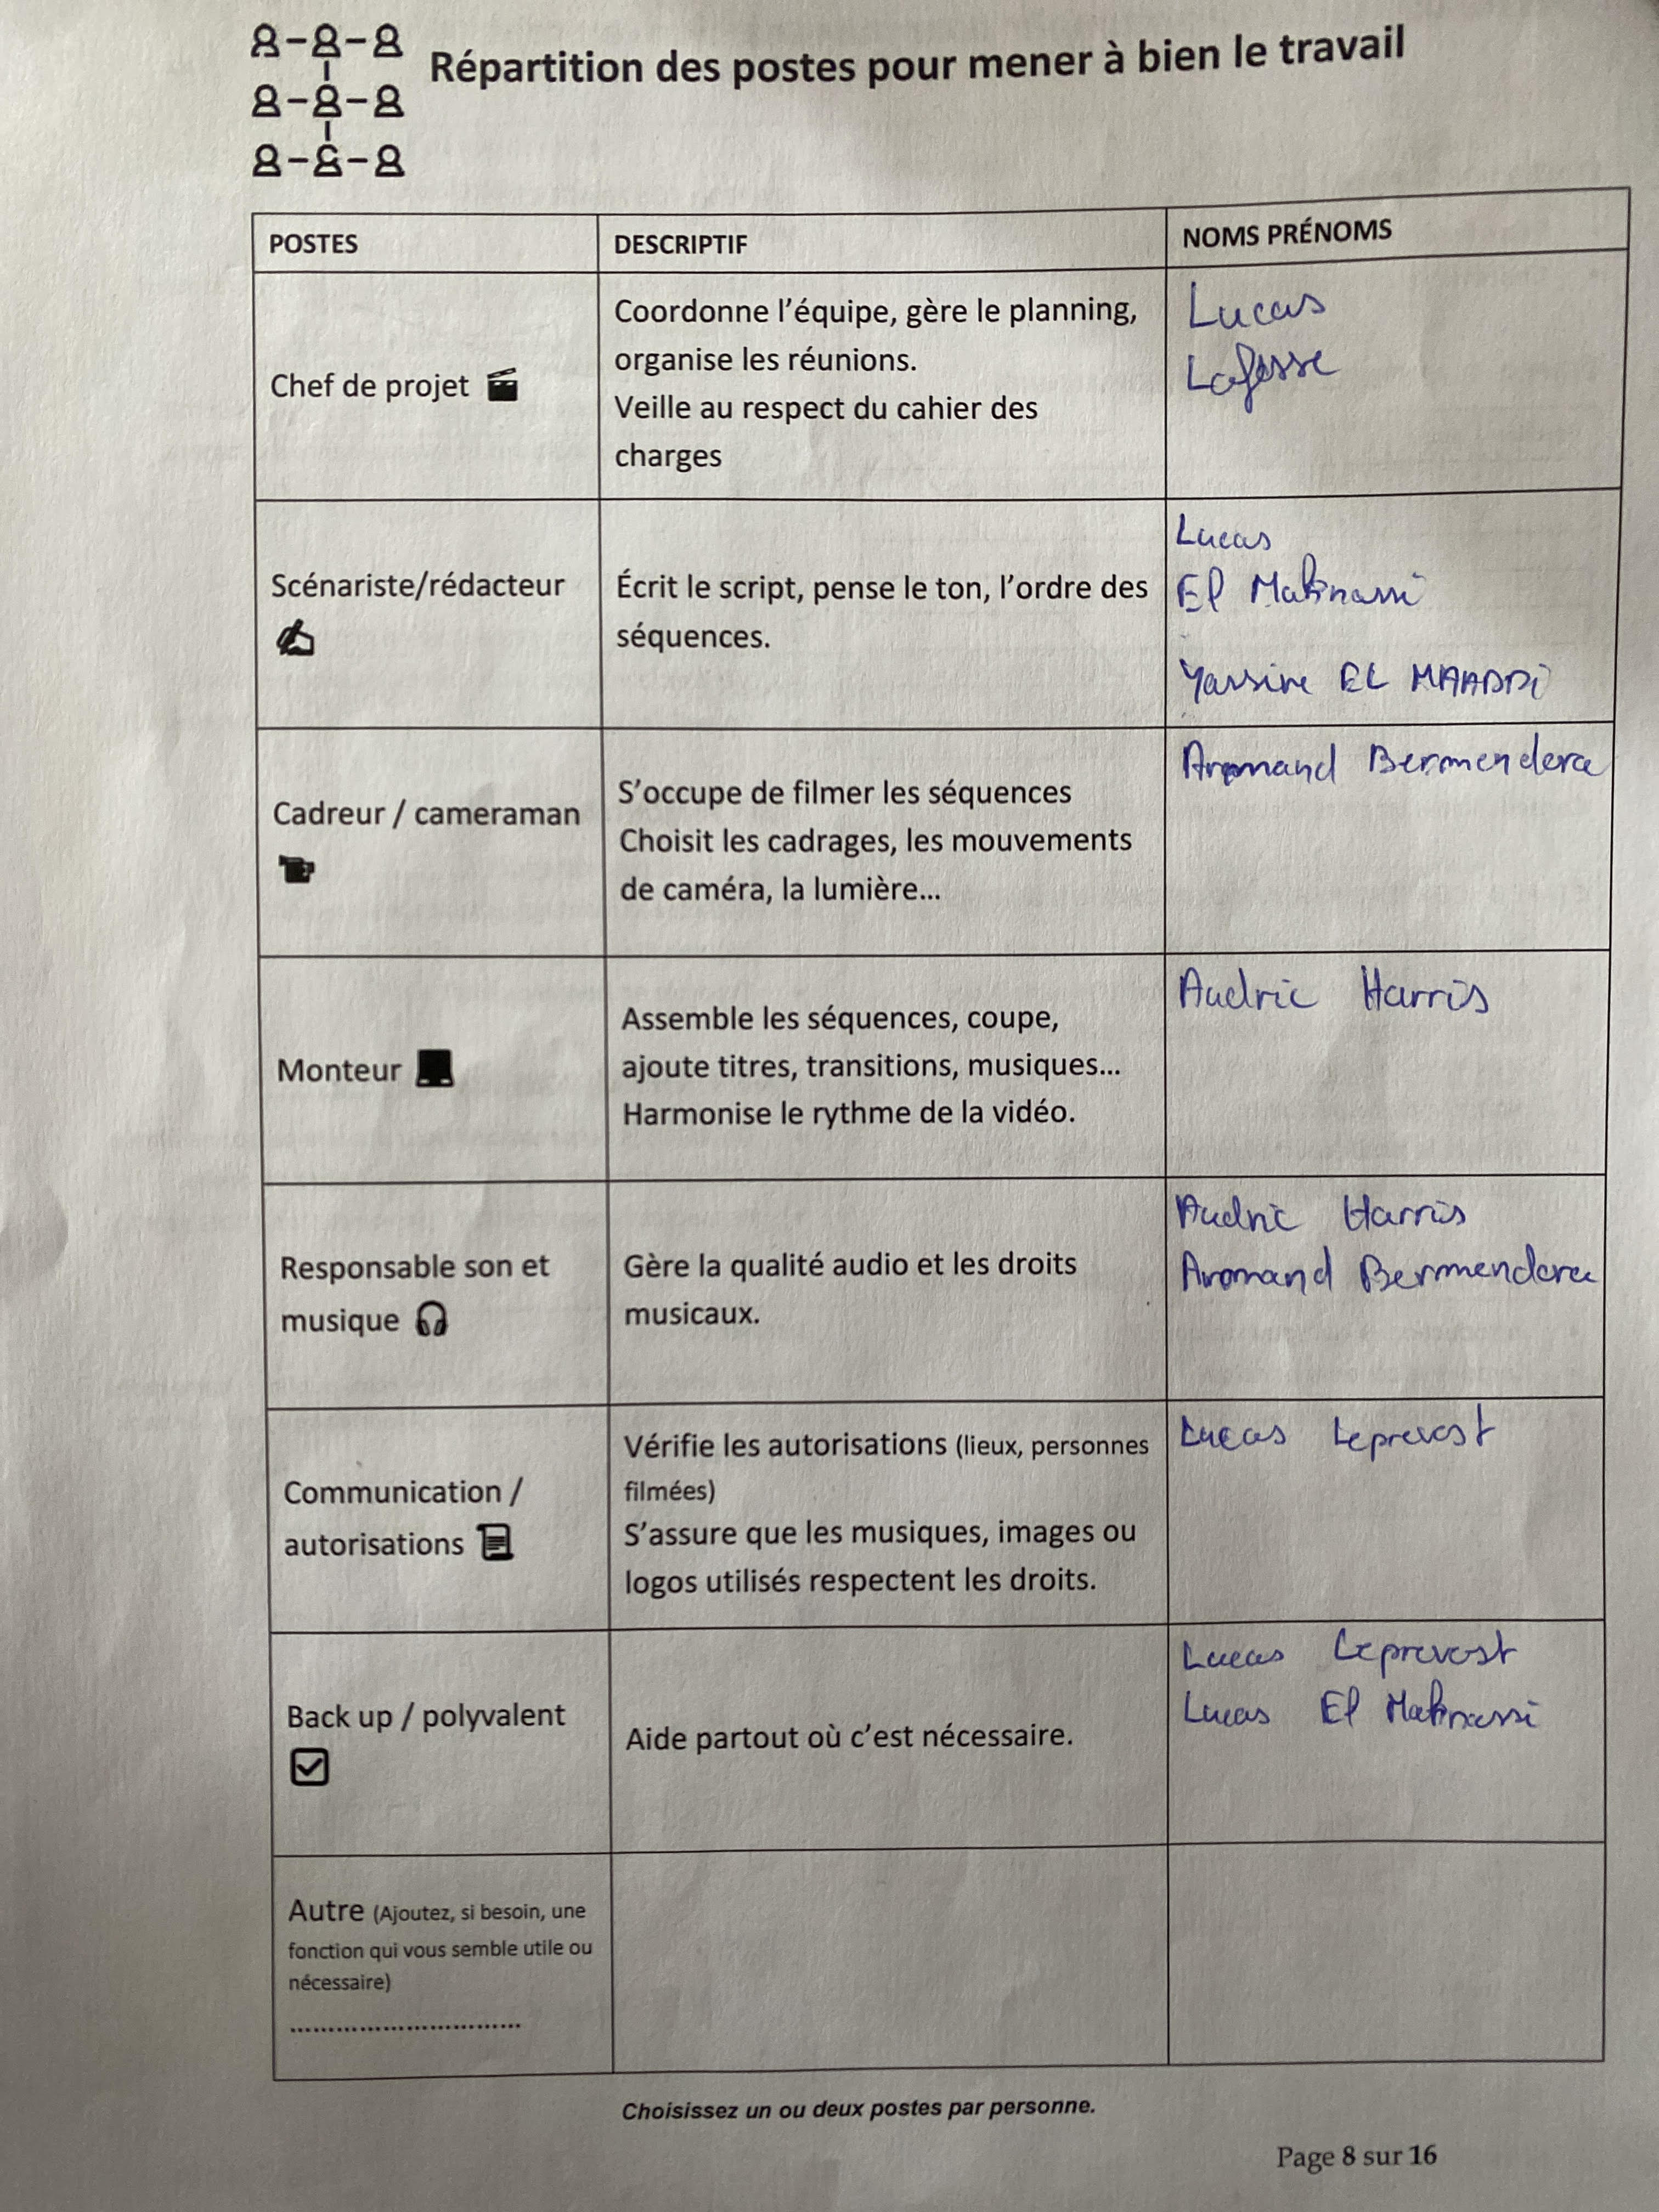 Répartition des postes pour mener à bien le travail
POSTES
DESCRIPTIF
NOMS PRÉNOMS
Chef de projet
Coordonne l'équipe, gère le planning,
organise les réunions.
Veille au respect du cahier des
charges
Lucas
Lafosse
Scénariste/rédacteur
Écrit le script, pense le ton, l'ordre des
séquences.
Lucas
El Maknassi
Yassine EL MAHDDi
Cadreur / cameraman
S'occupe de filmer les séquences
Choisit les cadrages, les mouvements
de caméra, la lumière...
Armand Bermendera
Monteur
Assemble les séquences, coupe,
ajoute titres, transitions, musiques...
Harmonise le rythme de la vidéo.
Audric Harris
Responsable son et
musique
Gère la qualité audio et les droits
musicaux.
Audric Harris
Armand Bermendera
Communication /
autorisations
Vérifie les autorisations (lieux, personnes
filmées)
S'assure que les musiques, images ou
logos utilisés respectent les droits.
Lucas Leprevost
Back up / polyvalent
Aide partout où c'est nécessaire.
Lucas Leprevost
Lucas El Maknassi
Autre (Ajoutez, si besoin, une
fonction qui vous semble utile ou
nécessaire)
..............................
Choisissez un ou deux postes par personne.
Page 8 sur 16